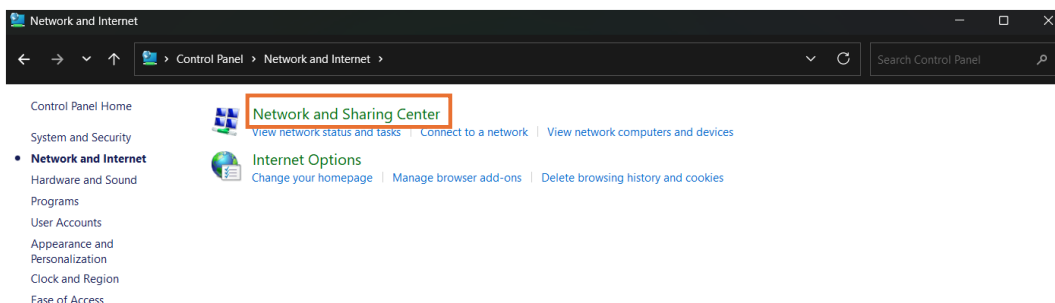 Network and Internet
Control Panel > Network and Internet >
Search Control Panel
Control Panel Home
System and Security
Network and Internet
Hardware and Sound
Programs
User Accounts
Appearance and
Personalization
Clock and Region
Ease of Access
Network and Sharing Center
View network status and tasks | Connect to a network | View network computers and devices
Internet Options
Change your homepage | Manage browser add-ons | Delete browsing history and cookies